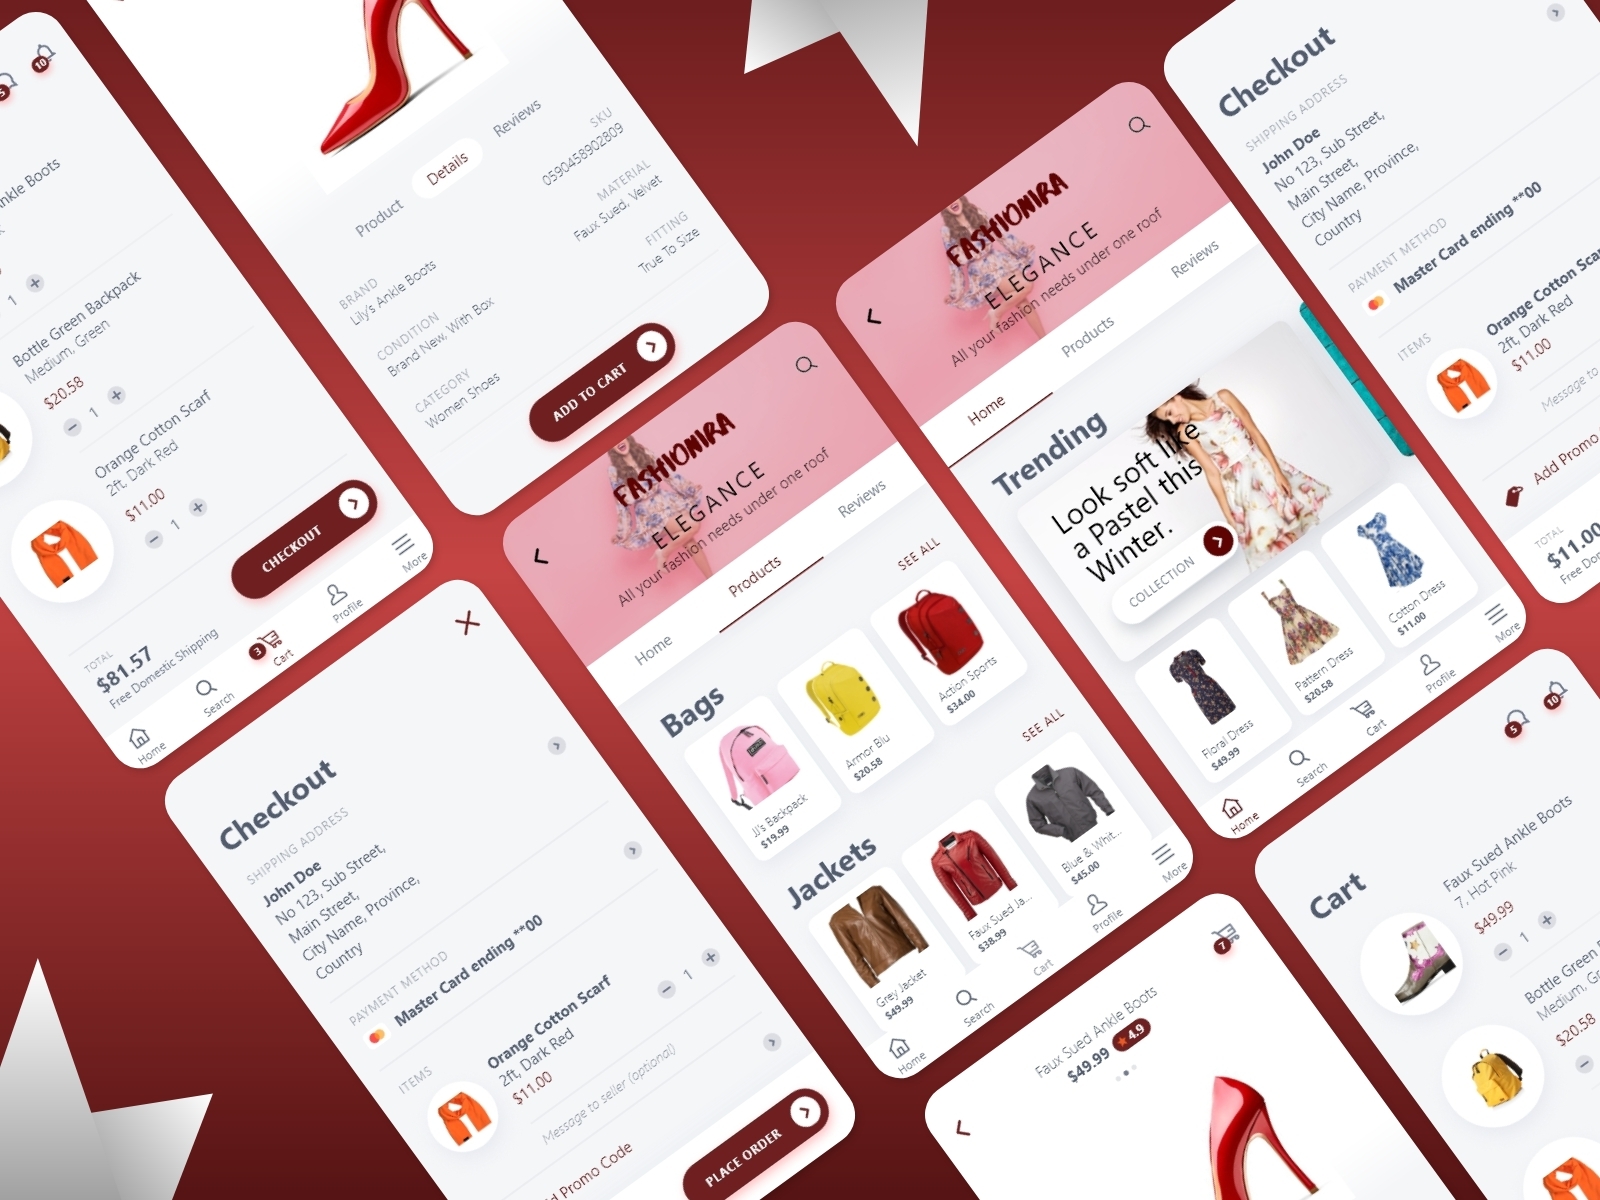 10
5
nkle Boots
1
Bottle Green Backpack
Medium, Green
$20.58
1
Orange Cotton Scarf
2ft, Dark Red
$11.00
1
CHECKOUT
TOTAL
$81.57
Free Domestic Shipping
Home
Search
3
Cart
Profile
More
Product
Details
Reviews
SKU
0590458902809
MATERIAL
Faux Sued, Velvet
FITTING
True To Size
BRAND
Lily's Ankle Boots
CONDITION
Brand New, With Box
CATEGORY
Women Shoes
ADD TO CART
Checkout
SHIPPING ADDRESS
John Doe
No 123, Sub Street,
Main Street,
City Name, Province,
Country
PAYMENT METHOD
Master Card ending **00
ITEMS
Orange Cotton Scarf
2ft, Dark Red
$11.00
1
Message to seller (optional)
d Promo Code
PLACE ORDER
FASHIONIRA
ELEGANCE
All your fashion needs under one roof
Home
Products
Reviews
Bags
SEE ALL
JJ's Backpack
$19.99
Armor Blu
$20.58
Action Sports
$34.00
Jackets
SEE ALL
Grey Jacket
$49.99
Faux Sued Ja...
$38.99
Blue & Whit...
$45.00
Home
Search
Cart
Profile
More
FASHIONIRA
ELEGANCE
All your fashion needs under one roof
Home
Products
Reviews
Trending
Look soft like
a Pastel this
Winter.
COLLECTION
Floral Dress
$49.99
Pattern Dress
$20.58
Cotton Dress
$11.00
Home
Search
Cart
Profile
More
7
Faux Sued Ankle Boots
$49.99
4.9
Checkout
SHIPPING ADDRESS
John Doe
No 123, Sub Street,
Main Street,
City Name, Province,
Country
PAYMENT METHOD
Master Card ending **00
ITEMS
Orange Cotton Scar
2ft, Dark Red
$11.00
Message to
Add Promo
TOTAL
$11.00
Free Do
5
10
Cart
Faux Sued Ankle Boots
7, Hot Pink
$49.99
1
Bottle Green
Medium, G
$20.58